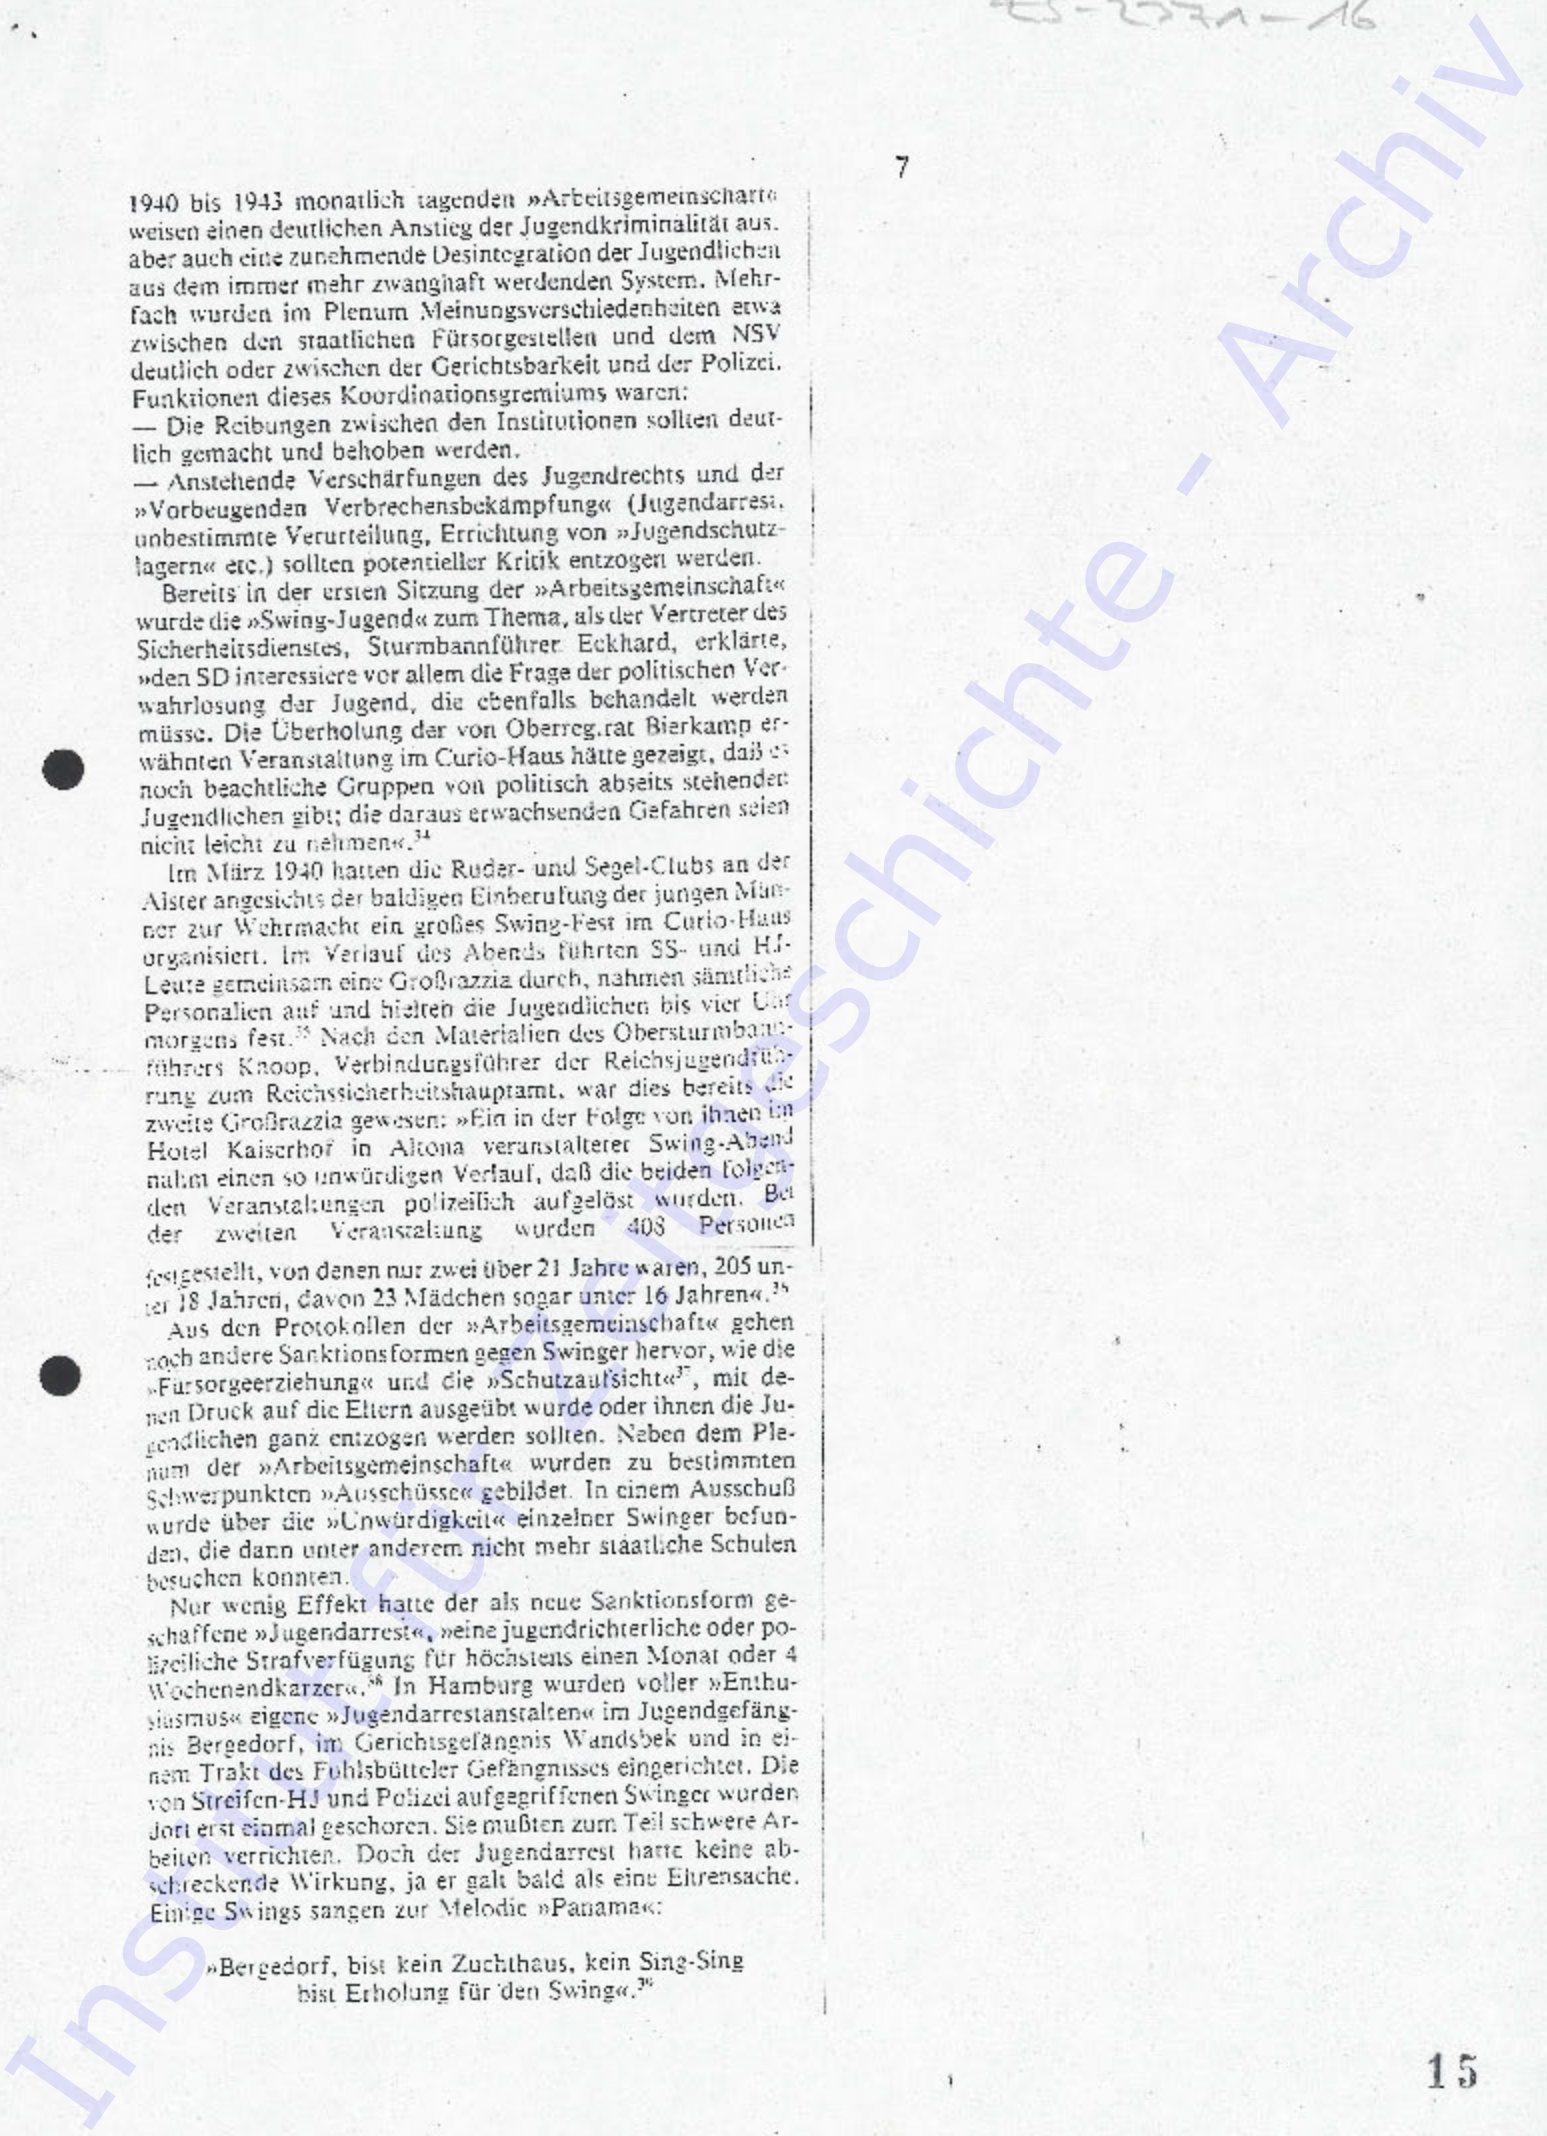 ES-2371-16
7
1940 bis 1943 monatlich tagenden »Arbeitsgemeinschaft«
weisen einen deutlichen Anstieg der Jugendkriminalität aus.
aber auch eine zunehmende Desintegration der Jugendlichen
aus dem immer mehr zwanghaft werdenden System. Mehr-
fach wurden im Plenum Meinungsverschiedenheiten etwa
zwischen den staatlichen Fürsorgestellen und dem NSV
deutlich oder zwischen der Gerichtsbarkeit und der Polizei.
Funktionen dieses Koordinationsgremiums waren:
— Die Reibungen zwischen den Institutionen sollten deut-
lich gemacht und behoben werden.
— Anstehende Verschärfungen des Jugendrechts und der
»Vorbeugenden Verbrechensbekämpfung« (Jugendarrest,
unbestimmte Verurteilung, Errichtung von »Jugendschutz-
lagern« etc.) sollten potentieller Kritik entzogen werden.
Bereits in der ersten Sitzung der »Arbeitsgemeinschaft«
wurde die »Swing-Jugend« zum Thema, als der Vertreter des
Sicherheitsdienstes, Sturmbannführer Eckhard, erklärte,
»den SD interessiere vor allem die Frage der politischen Ver-
wahrlosung der Jugend, die ebenfalls behandelt werden
müsse. Die Überholung der von Oberreg.rat Bierkamp er-
wähnten Veranstaltung im Curio-Haus hätte gezeigt, daß es
noch beachtliche Gruppen von politisch abseits stehenden
Jugendlichen gibt; die daraus erwachsenden Gefahren seien
nicht leicht zu nehmen«.³⁴
Im März 1940 hatten die Ruder- und Segel-Clubs an der
Alster angesichts der baldigen Einberufung der jungen Män-
ner zur Wehrmacht ein großes Swing-Fest im Curio-Haus
organisiert. Im Verlauf des Abends führten SS- und HJ-
Leute gemeinsam eine Großrazzia durch, nahmen sämtliche
Personalien auf und hielten die Jugendlichen bis vier Uhr
morgens fest.³⁵ Nach den Materialien des Obersturmbann-
führers Knoop, Verbindungsführer der Reichsjugendfüh-
rung zum Reichssicherheitshauptamt, war dies bereits die
zweite Großrazzia gewesen: »Ein in der Folge von ihnen im
Hotel Kaiserhof in Altona veranstalteter Swing-Abend
nahm einen so unwürdigen Verlauf, daß die beiden folgen-
den Veranstaltungen polizeilich aufgelöst wurden. Bei
der zweiten Veranstaltung wurden 408 Personen
festgestellt, von denen nur zwei über 21 Jahre waren, 205 un-
ter 18 Jahren, davon 23 Mädchen sogar unter 16 Jahren«.
Aus den Protokollen der »Arbeitsgemeinschaft« gehen
noch andere Sanktionsformen gegen Swinger hervor, wie die
»Fürsorgeerziehung« und die »Schutzaufsicht«³⁷, mit de-
nen Druck auf die Eltern ausgeübt wurde oder ihnen die Ju-
gendlichen ganz entzogen werden sollten. Neben dem Ple-
num der »Arbeitsgemeinschaft« wurden zu bestimmten
Schwerpunkten »Ausschüsse« gebildet. In einem Ausschuß
wurde über die »Unwürdigkeit« einzelner Swinger befun-
den, die dann unter anderem nicht mehr staatliche Schulen
besuchen konnten.
Nur wenig Effekt hatte der als neue Sanktionsform ge-
schaffene »Jugendarrest«, »eine jugendrichterliche oder po-
lizeiliche Strafverfügung für höchstens einen Monat oder 4
Wochenendkarzer«.³⁸ In Hamburg wurden voller »Enthu-
siasmus« eigene »Jugendarrestanstalten« im Jugendgefäng-
nis Bergedorf, im Gerichtsgefängnis Wandsbek und in ei-
nem Trakt des Fuhlsbütteler Gefängnisses eingerichtet. Die
von Streifen-HJ und Polizei aufgegriffenen Swinger wurden
dort erst einmal geschoren. Sie mußten zum Teil schwere Ar-
beiten verrichten. Doch der Jugendarrest hatte keine ab-
schreckende Wirkung, ja er galt bald als eine Ehrensache.
Einige Swings sangen zur Melodie »Panama«:
»Bergedorf, bist kein Zuchthaus, kein Sing-Sing
bist Erholung für den Swing«.³⁹
15
Institut für Zeitgeschichte - Archiv